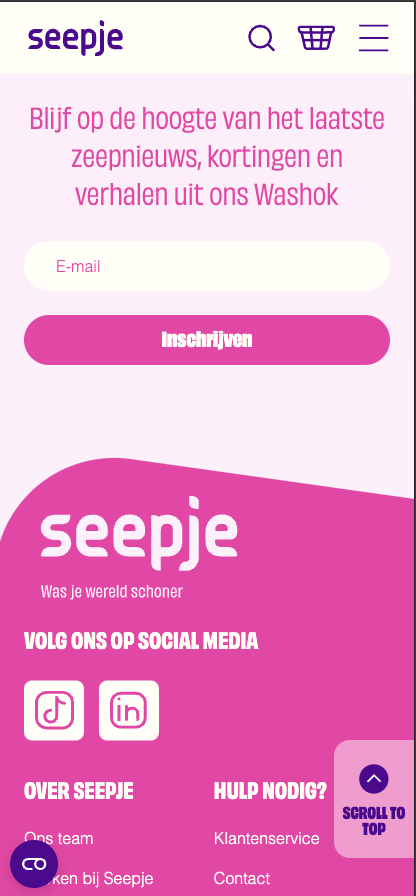 seepje
Blijf op de hoogte van het laatste
zeepnieuws, kortingen en
verhalen uit ons Washok
E-mail
Inschrijven
seepje
Was je wereld schoner
VOLG ONS OP SOCIAL MEDIA
in
OVER SEEPJE
HULP NODIG?
SCROLL TO
TOP
Ons team
Klantenservice
ken bij Seepje
Contact